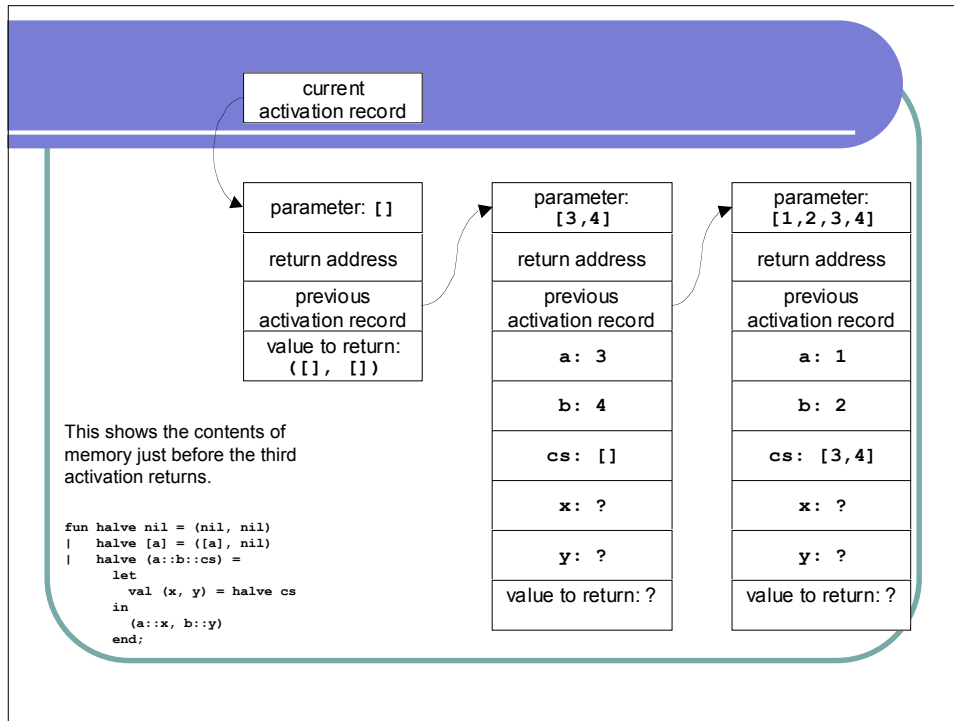 current
activation record
parameter: []
return address
previous
activation record
value to return:
([], [])
parameter:
[3,4]
return address
previous
activation record
a: 3
b: 4
cs: []
x: ?
y: ?
value to return: ?
parameter:
[1,2,3,4]
return address
previous
activation record
a: 1
b: 2
cs: [3,4]
x: ?
y: ?
value to return: ?
This shows the contents of
memory just before the third
activation returns.
fun halve nil = (nil, nil)
|   halve [a] = ([a], nil)
|   halve (a::b::cs) =
      let
        val (x, y) = halve cs
      in
        (a::x, b::y)
      end;